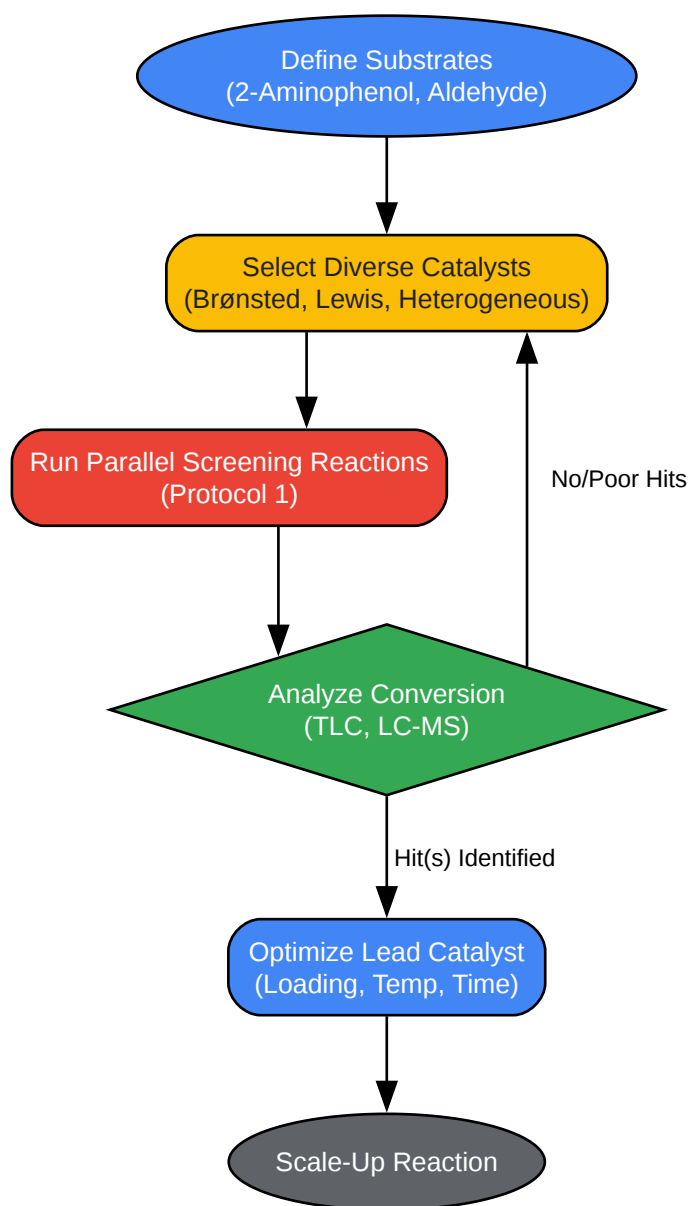 Define Substrates
(2-Aminophenol, Aldehyde)
Select Diverse Catalysts
(Brønsted, Lewis, Heterogeneous)
Run Parallel Screening Reactions
(Protocol 1)
No/Poor Hits
Analyze Conversion
(TLC, LC-MS)
Hit(s) Identified
Optimize Lead Catalyst
(Loading, Temp, Time)
Scale-Up Reaction